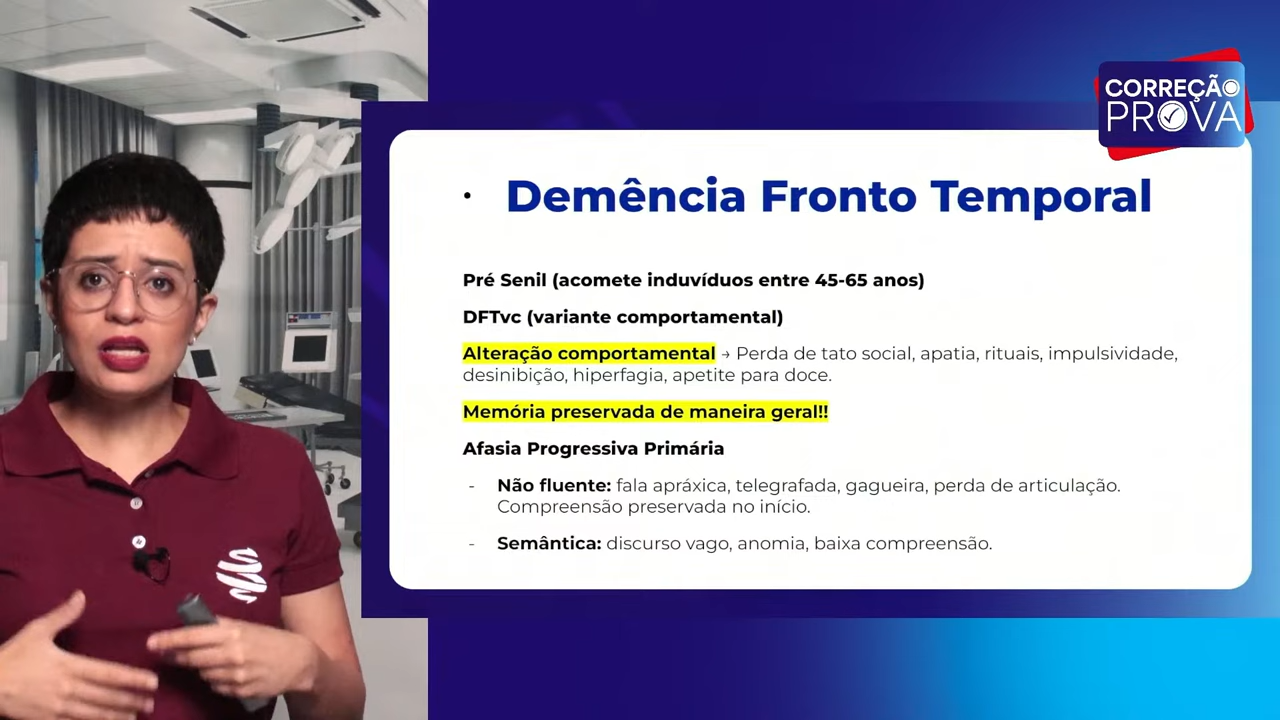 CORREÇÃO
PROVA
• Demência Fronto Temporal
Pré Senil (acomete induvíduos entre 45-65 anos)
DFTvc (variante comportamental)
Alteração comportamental → Perda de tato social, apatia, rituais, impulsividade,
desinibição, hiperfagia, apetite para doce.
Memória preservada de maneira geral!!
Afasia Progressiva Primária
- Não fluente: fala apráxica, telegrafada, gagueira, perda de articulação.
Compreensão preservada no início.
- Semântica: discurso vago, anomia, baixa compreensão.